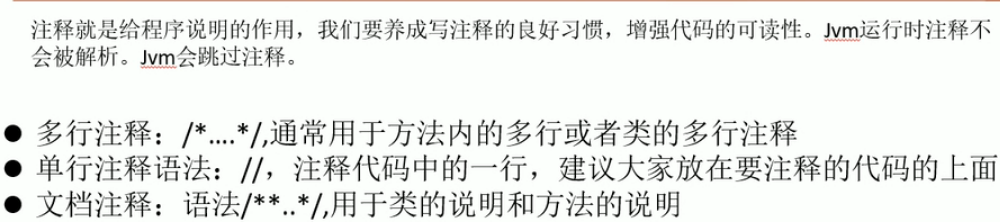 注释就是给程序说明的作用，我们要养成写注释的良好习惯，增强代码的可读性。Jvm运行时注释不
会被解析。Jvm会跳过注释。
● 多行注释：/*....*/,通常用于方法内的多行或者类的多行注释
● 单行注释语法：//，注释代码中的一行，建议大家放在要注释的代码的上面
● 文档注释：语法/**..*/,用于类的说明和方法的说明